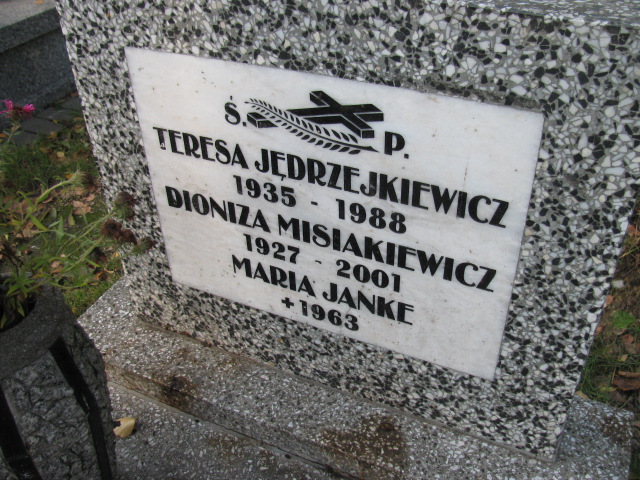 Ś. P.
TERESA JĘDRZEJKIEWICZ
1935 - 1988
DIONIZA MISIAKIEWICZ
1927 - 2001
MARIA JANKE
+1963